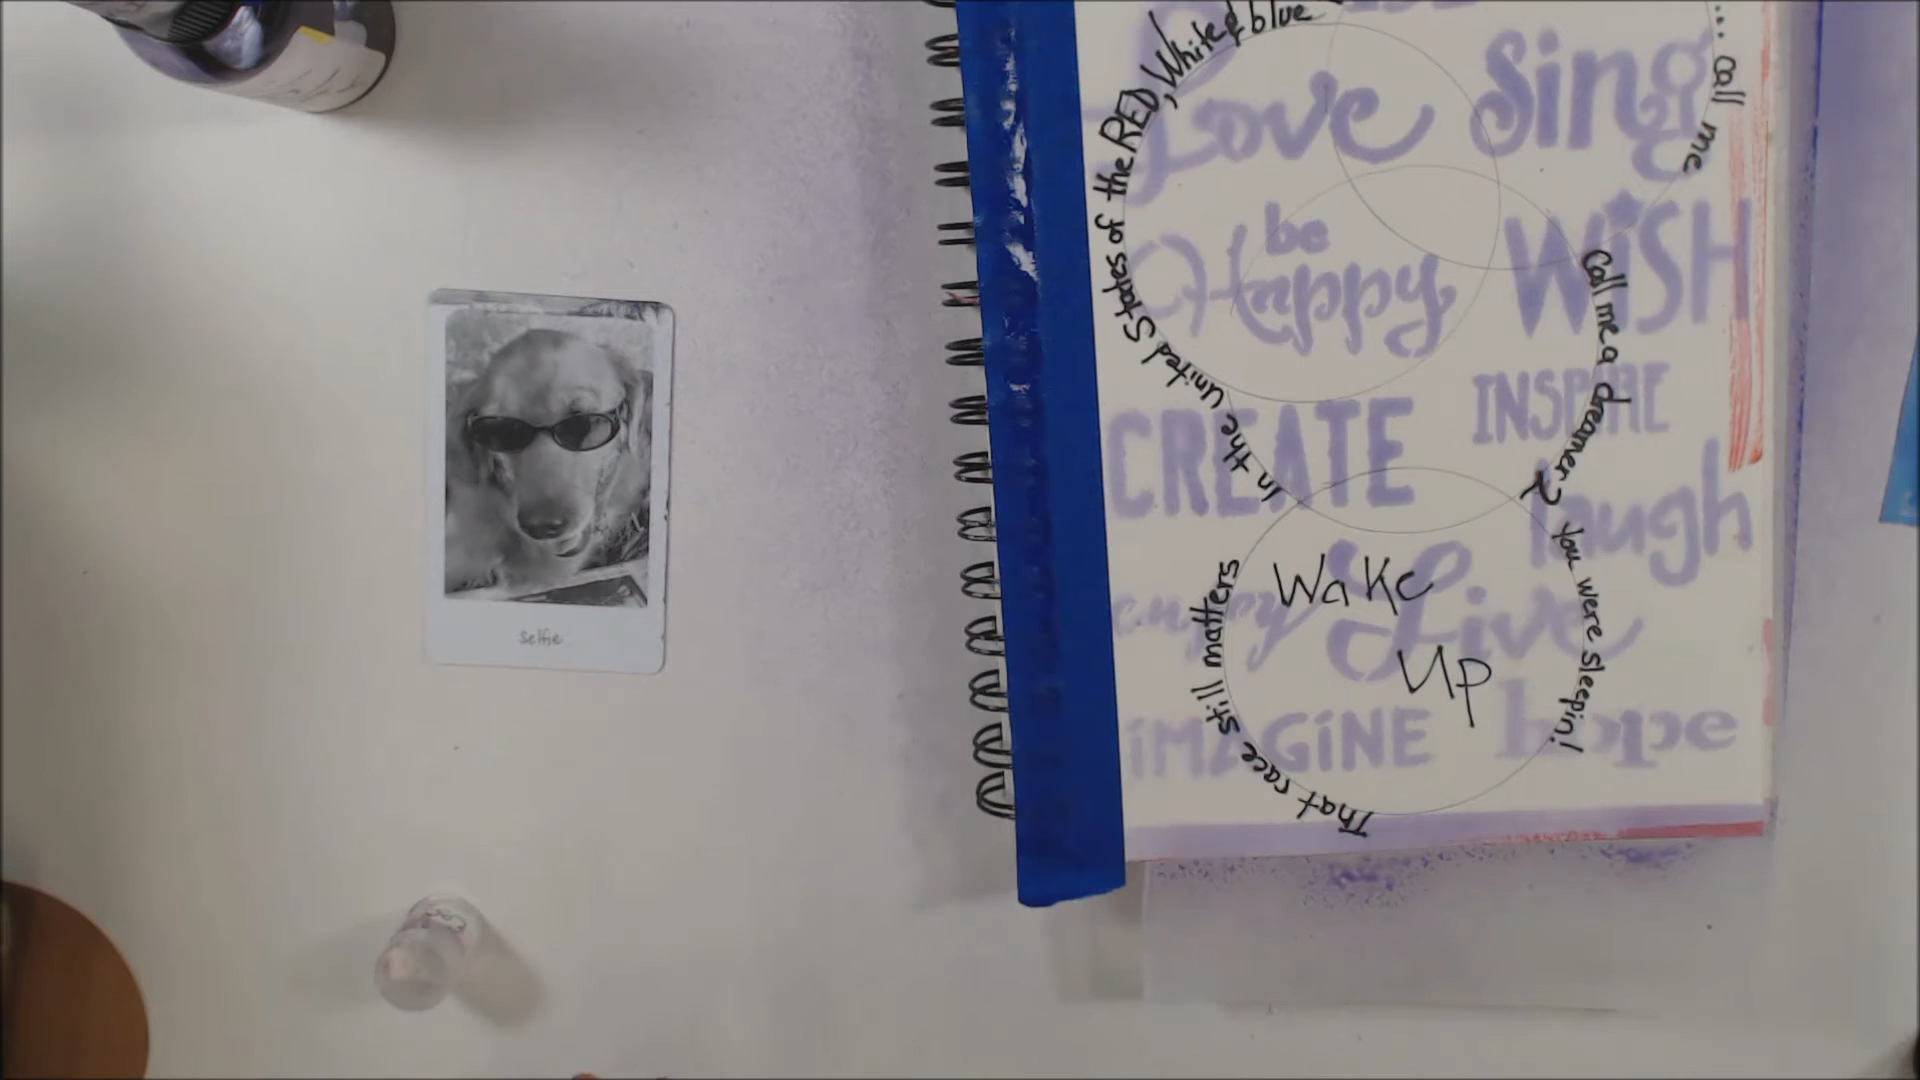 selfie
Love
sing
be
Happy
WiSH
CREATE
INSPIRE
laugh
enjoy
Live
iMAGiNE
hope
... call me
In the United States of the RED, White & blue
Call me a dreamer? You were sleepin!
That race still matters
Wake
Up